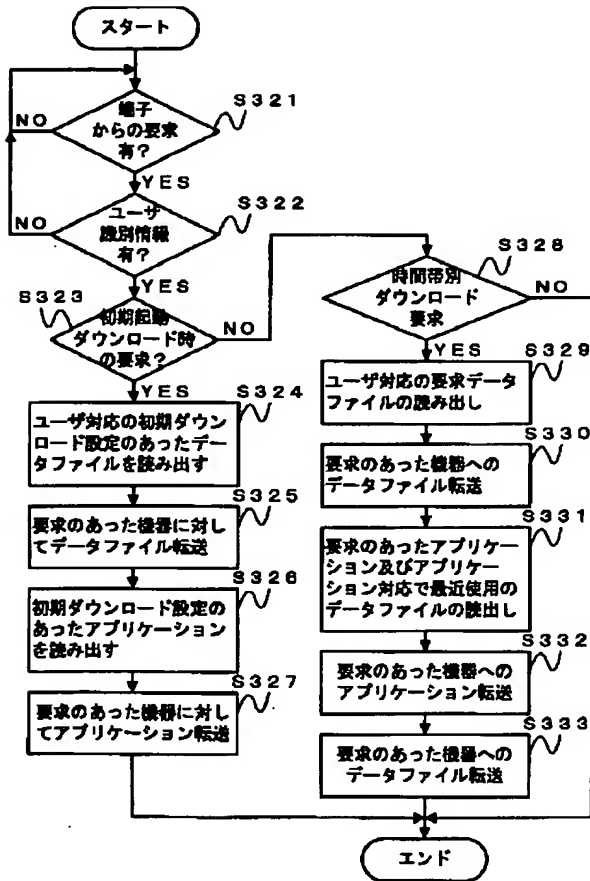 スタート
S321
端子
からの要求
有?
NO
YES
S322
ユーザ
識別情報
有?
NO
YES
S323
初期起動
ダウンロード時
の要求?
NO
YES
S324
ユーザ対応の初期ダウン
ロード設定のあったデー
タファイルを読み出す
S325
要求のあった機器に対し
てデータファイル転送
S326
初期ダウンロード設定の
あったアプリケーション
を読み出す
S327
要求のあった機器に対し
てアプリケーション転送
S328
時間帯別
ダウンロード
要求
NO
YES
S329
ユーザ対応の要求データ
ファイルの読み出し
S330
要求のあった機器への
データファイル転送
S331
要求のあったアプリケー
ション及びアプリケー
ション対応で最近使用の
データファイルの読出し
S332
要求のあった機器への
アプリケーション転送
S333
要求のあった機器への
データファイル転送
エンド